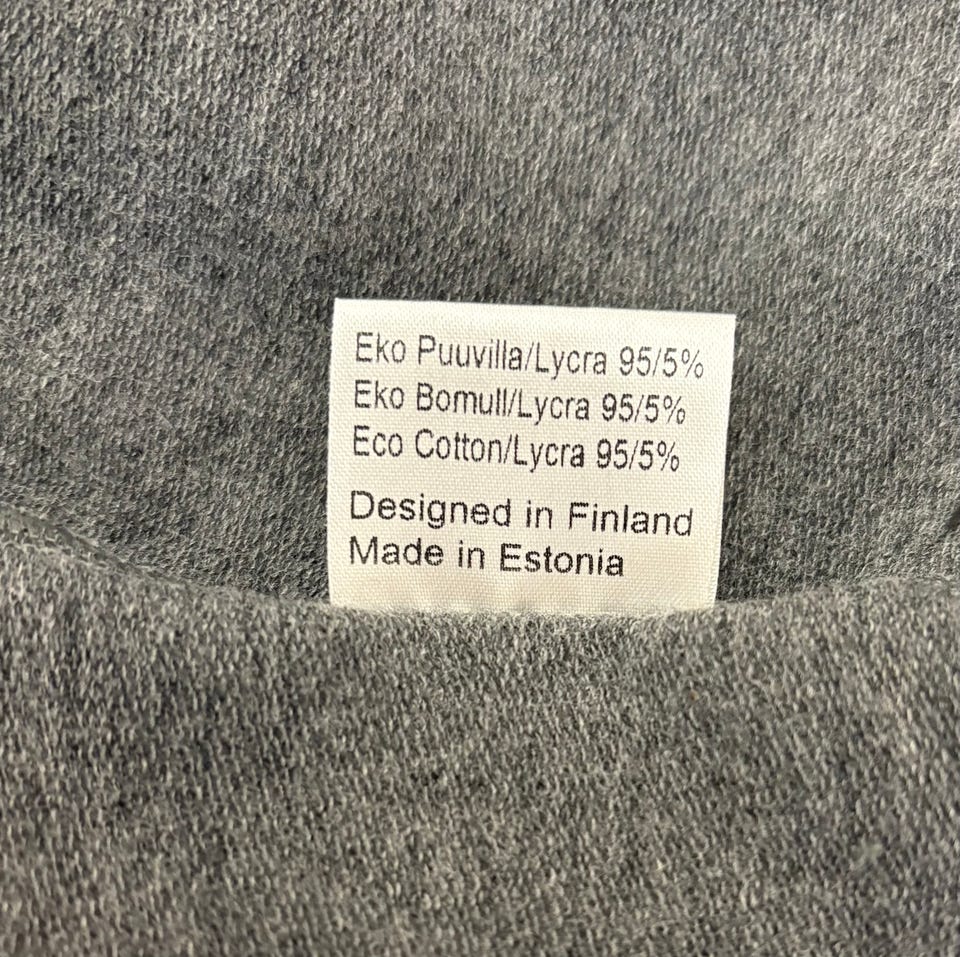 Eko Puuvilla/Lycra 95/5%
Eko Bomull/Lycra 95/5%
Eco Cotton/Lycra 95/5%
Designed in Finland
Made in Estonia